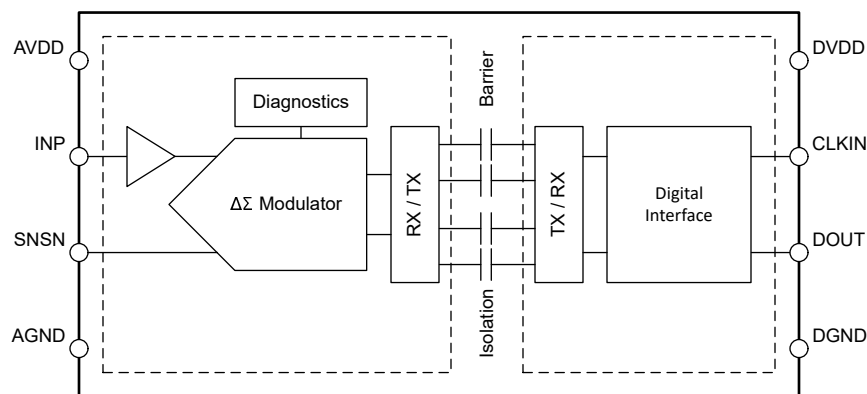 AVDD
DVDD
Barrier
Diagnostics
INP
CLKIN
ΔΣ Modulator
RX / TX
TX / RX
Digital
Interface
SNSN
DOUT
Isolation
AGND
DGND